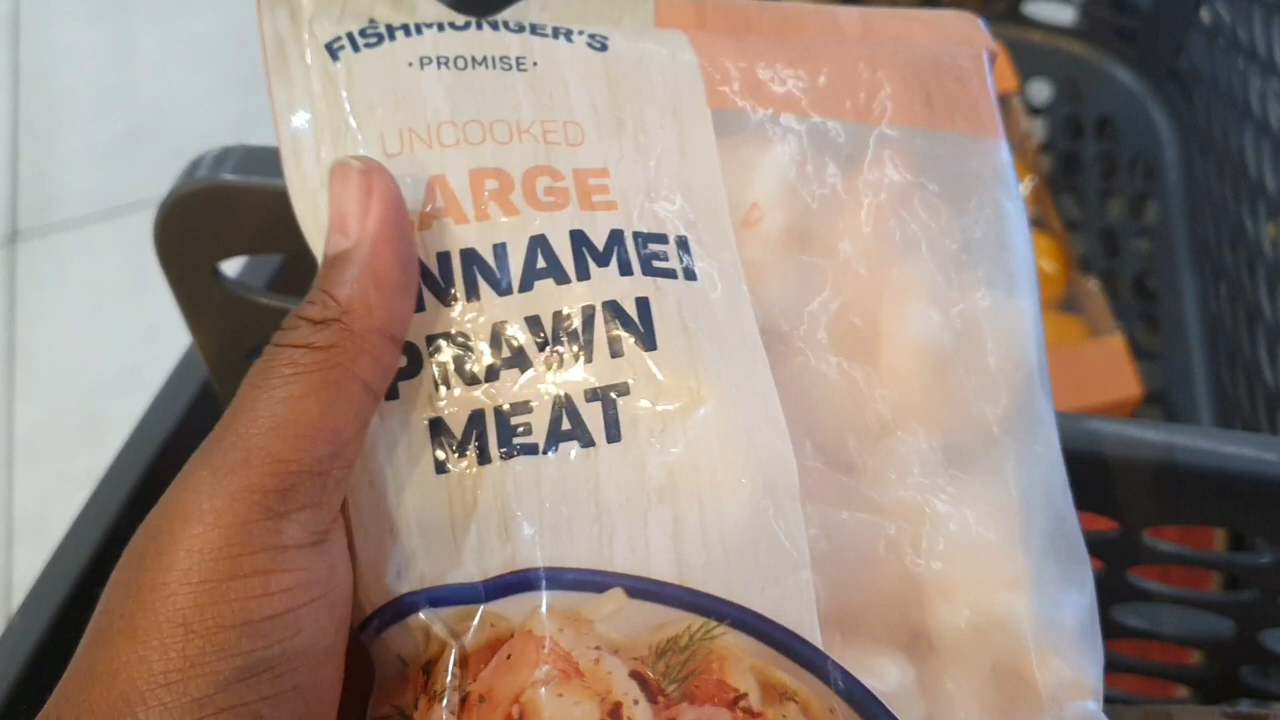 FISHMONGER'S
·PROMISE·
UNCOOKED
ARGE
NNAMEI
PRAWN
MEAT